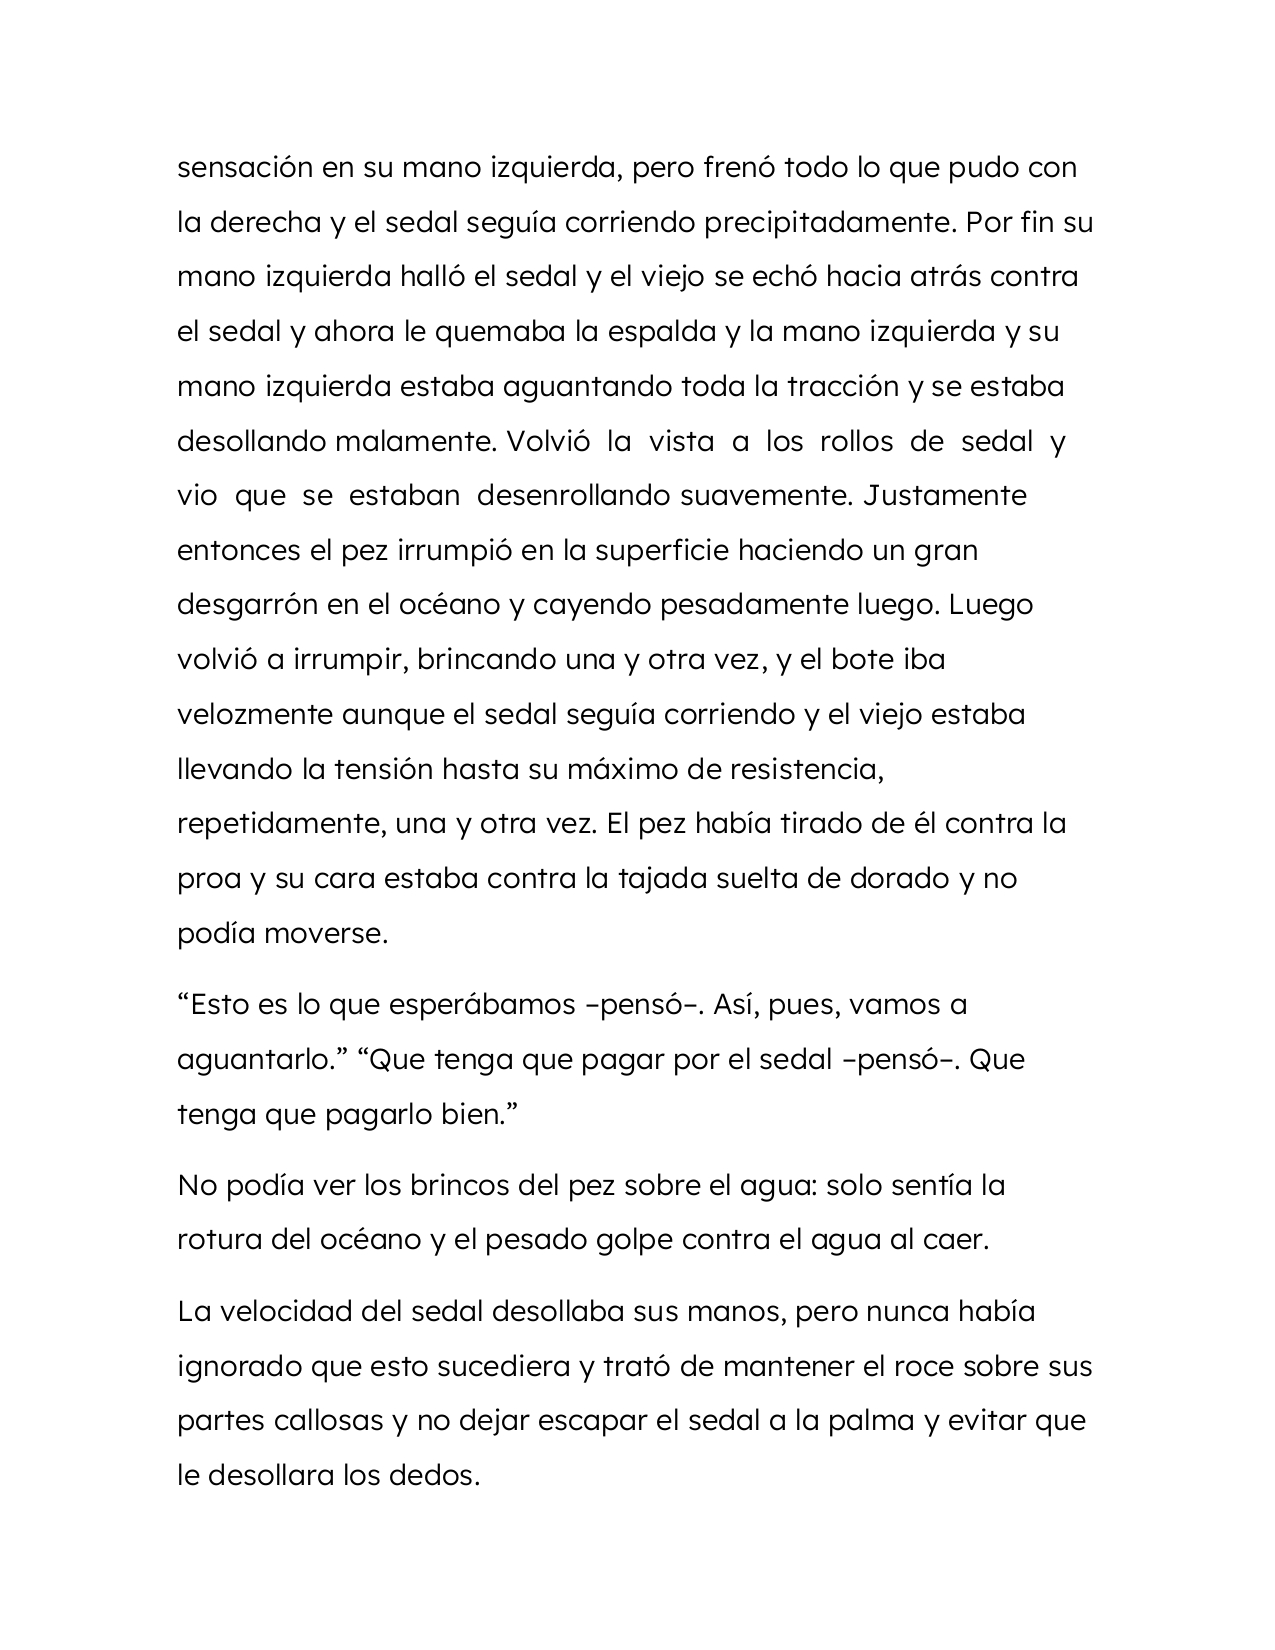 sensación en su mano izquierda, pero frenó todo lo que pudo con
la derecha y el sedal seguía corriendo precipitadamente. Por fin su
mano izquierda halló el sedal y el viejo se echó hacia atrás contra
el sedal y ahora le quemaba la espalda y la mano izquierda y su
mano izquierda estaba aguantando toda la tracción y se estaba
desollando malamente. Volvió la vista a los rollos de sedal y
vio que se estaban desenrollando suavemente. Justamente
entonces el pez irrumpió en la superficie haciendo un gran
desgarrón en el océano y cayendo pesadamente luego. Luego
volvió a irrumpir, brincando una y otra vez, y el bote iba
velozmente aunque el sedal seguía corriendo y el viejo estaba
llevando la tensión hasta su máximo de resistencia,
repetidamente, una y otra vez. El pez había tirado de él contra la
proa y su cara estaba contra la tajada suelta de dorado y no
podía moverse.
“Esto es lo que esperábamos –pensó–. Así, pues, vamos a
aguantarlo.” “Que tenga que pagar por el sedal –pensó–. Que
tenga que pagarlo bien.”
No podía ver los brincos del pez sobre el agua: solo sentía la
rotura del océano y el pesado golpe contra el agua al caer.
La velocidad del sedal desollaba sus manos, pero nunca había
ignorado que esto sucediera y trató de mantener el roce sobre sus
partes callosas y no dejar escapar el sedal a la palma y evitar que
le desollara los dedos.